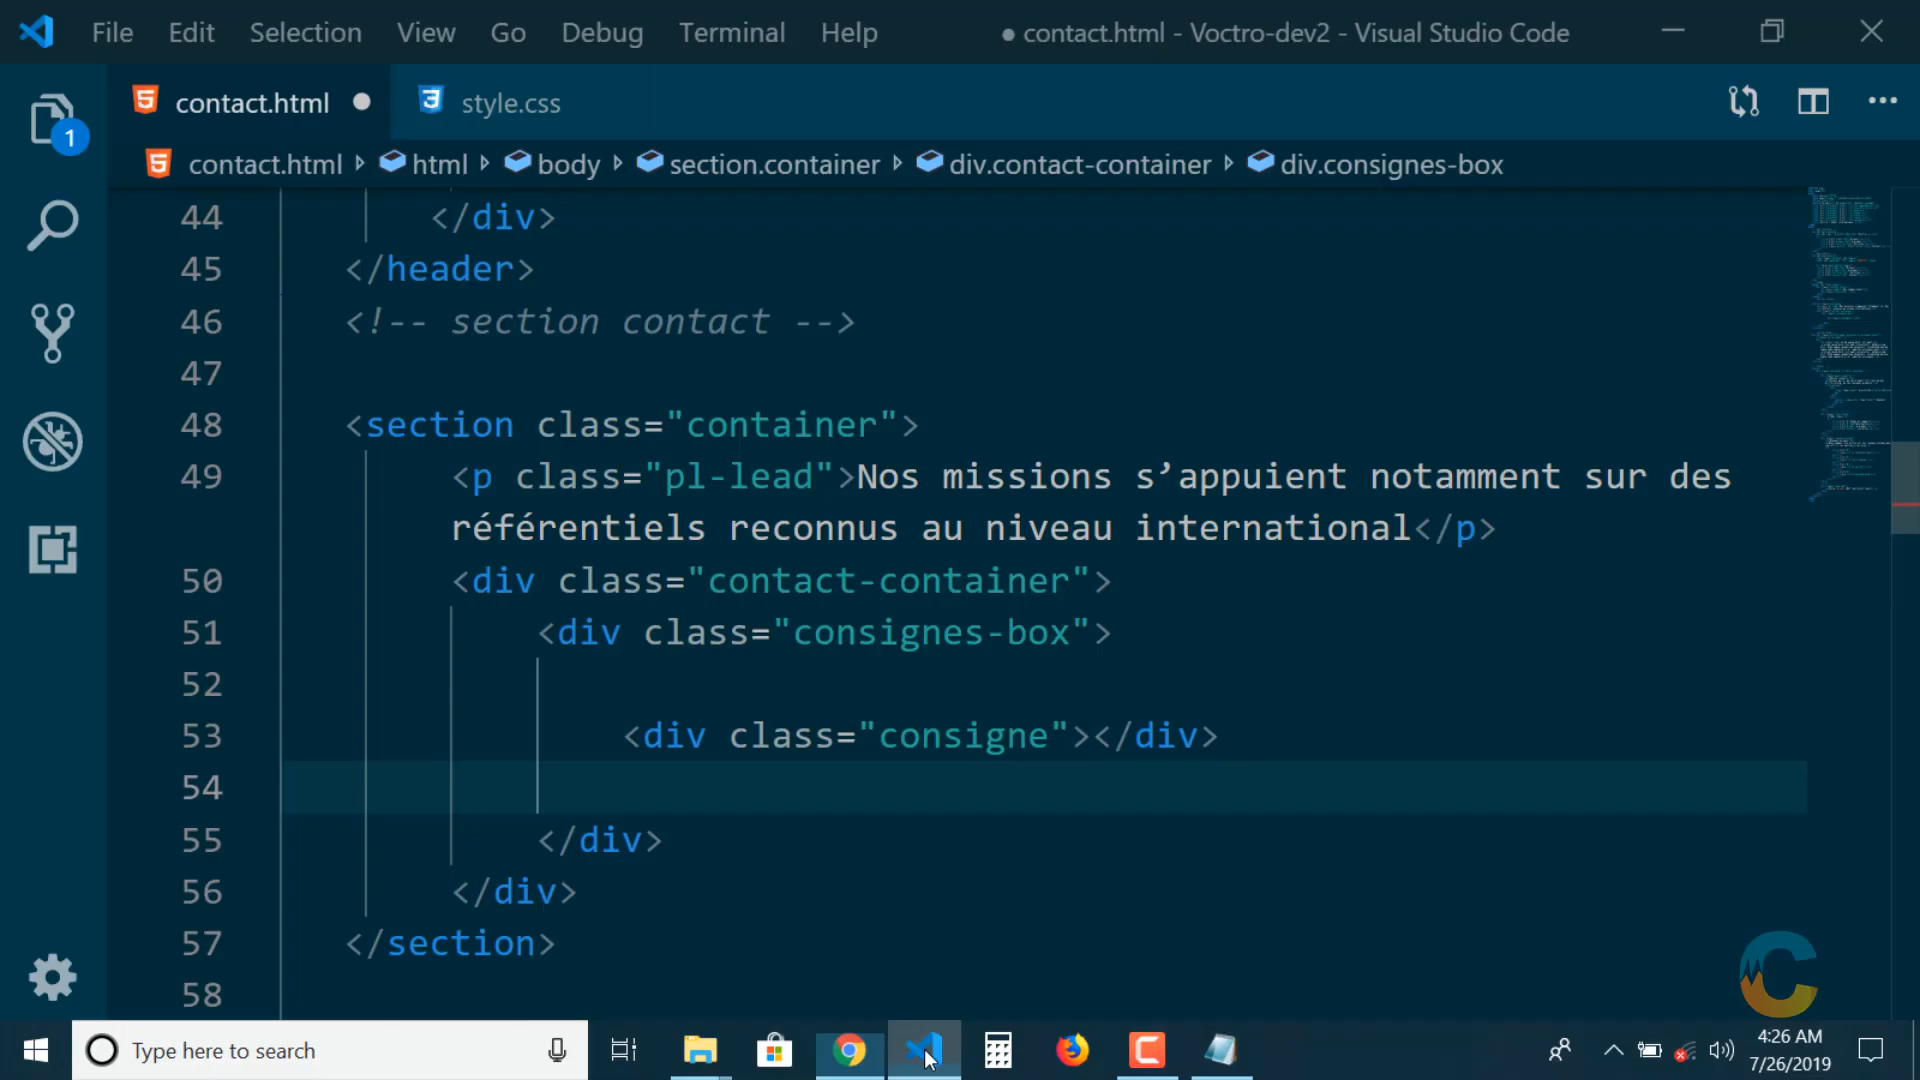 File Edit Selection View Go Debug Terminal Help ● contact.html - Voctro-dev2 - Visual Studio Code
contact.html ● style.css
1
contact.html html body section.container div.contact-container div.consignes-box
44 </div>
45 </header>
46 <!-- section contact -->
47
48 <section class="container">
49 <p class="pl-lead">Nos missions s’appuient notamment sur des
référentiels reconnus au niveau international</p>
50 <div class="contact-container">
51 <div class="consignes-box">
52
53 <div class="consigne"></div>
54
55 </div>
56 </div>
57 </section>
58
Type here to search
4:26 AM
7/26/2019